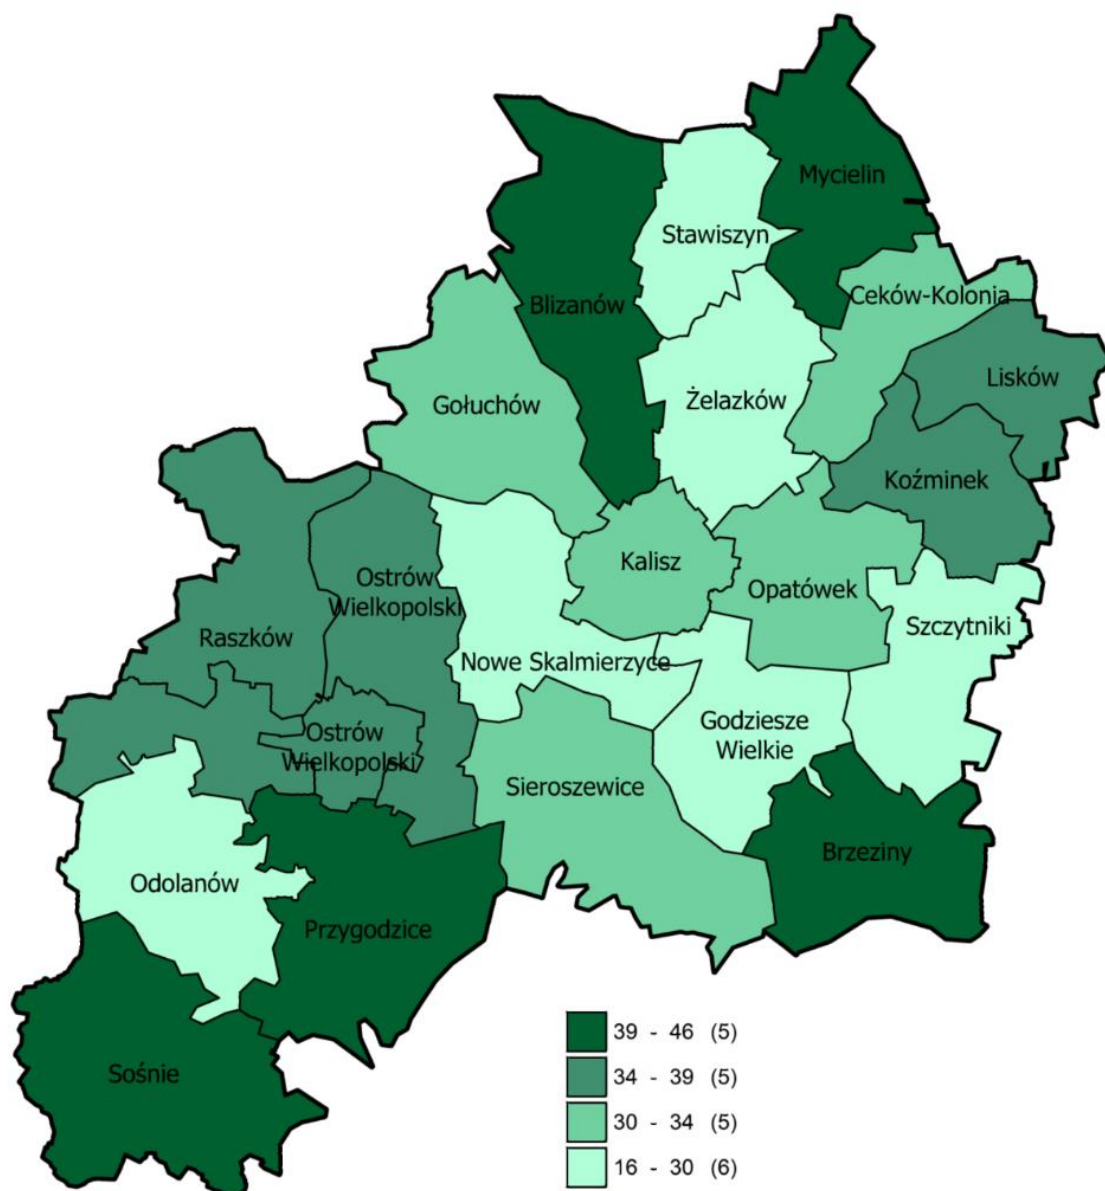 Mycielin
Stawiszyn
Ceków-Kolonia
Blizanów
Lisków
Żelazków
Gołuchów
Koźminek
Kalisz
Ostrów
Wielkopolski
Opatówek
Szczytniki
Raszków
Nowe Skalmierzyce
Godziesze
Wielkie
Ostrów
Wielkopolski
Sieroszewice
Brzeziny
Odolanów
Przygodzice
Sośnie
39 - 46 (5)
34 - 39 (5)
30 - 34 (5)
16 - 30 (6)